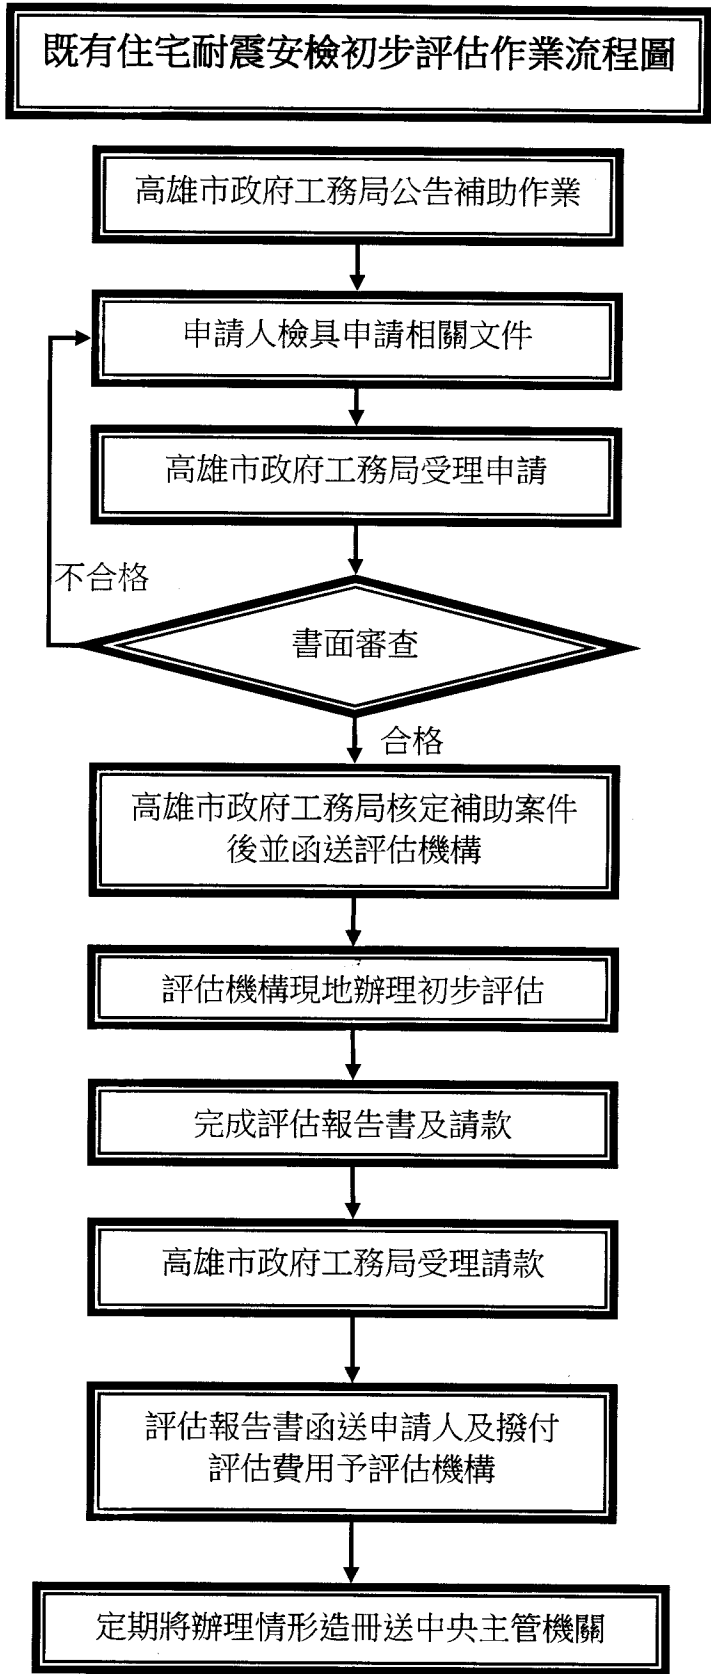 既有住宅耐震安檢初步評估作業流程圖
高雄市政府工務局公告補助作業
申請人檢具申請相關文件
高雄市政府工務局受理申請
不合格
書面審查
合格
高雄市政府工務局核定補助案件
後並函送評估機構
評估機構現地辦理初步評估
完成評估報告書及請款
高雄市政府工務局受理請款
評估報告書函送申請人及撥付
評估費用予評估機構
定期將辦理情形造冊送中央主管機關